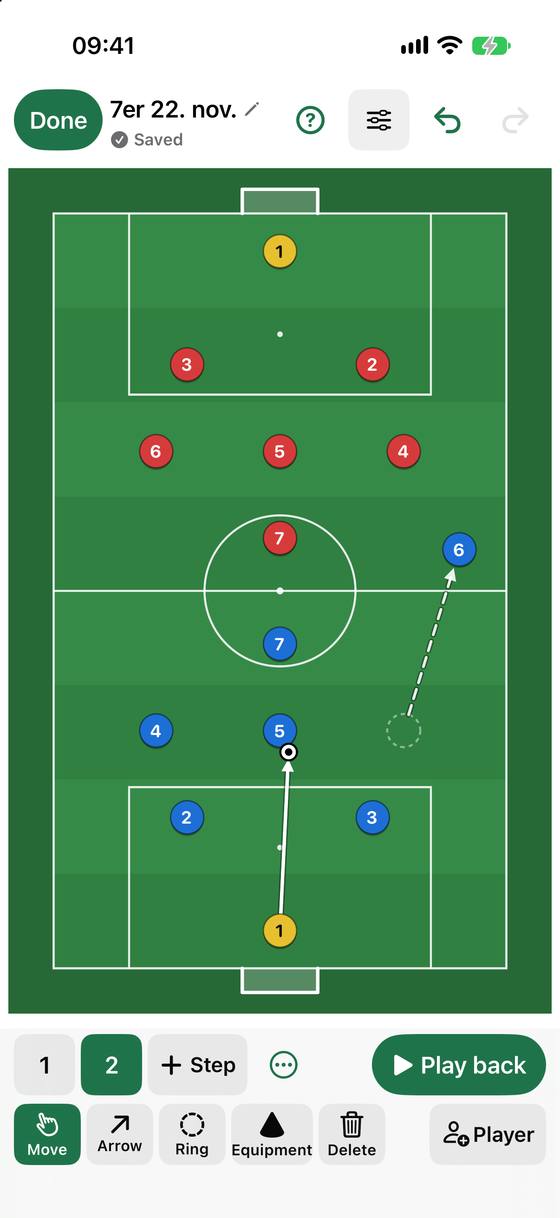 09:41
Done
7er 22. nov.
Saved
?
1
3
2
6
5
4
7
6
7
4
5
2
3
1
1
2
+ Step
Play back
Move
Arrow
Ring
Equipment
Delete
Player